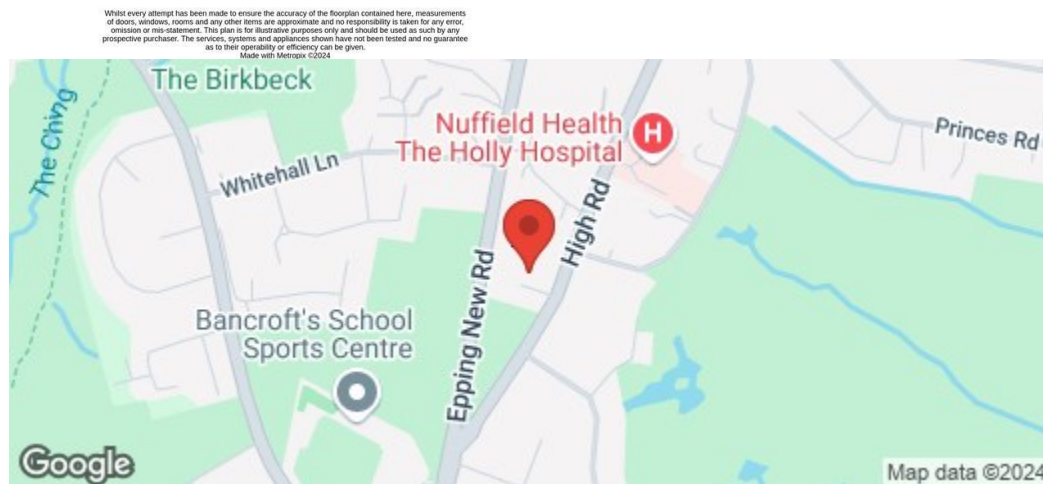 Whilst every attempt has been made to ensure the accuracy of the floorplan contained here, measurements
of doors, windows, rooms and any other items are approximate and no responsibility is taken for any error,
omission or mis-statement. This plan is for illustrative purposes only and should be used as such by any
prospective purchaser. The services, systems and appliances shown have not been tested and no guarantee
as to their operability or efficiency can be given.
Made with Metropix ©2024
The Birkbeck
The Ching
Nuffield Health
The Holly Hospital
H
Princes Rd
Whitehall Ln
High Rd
Epping New Rd
Bancroft's School
Sports Centre
Google
Map data ©2024